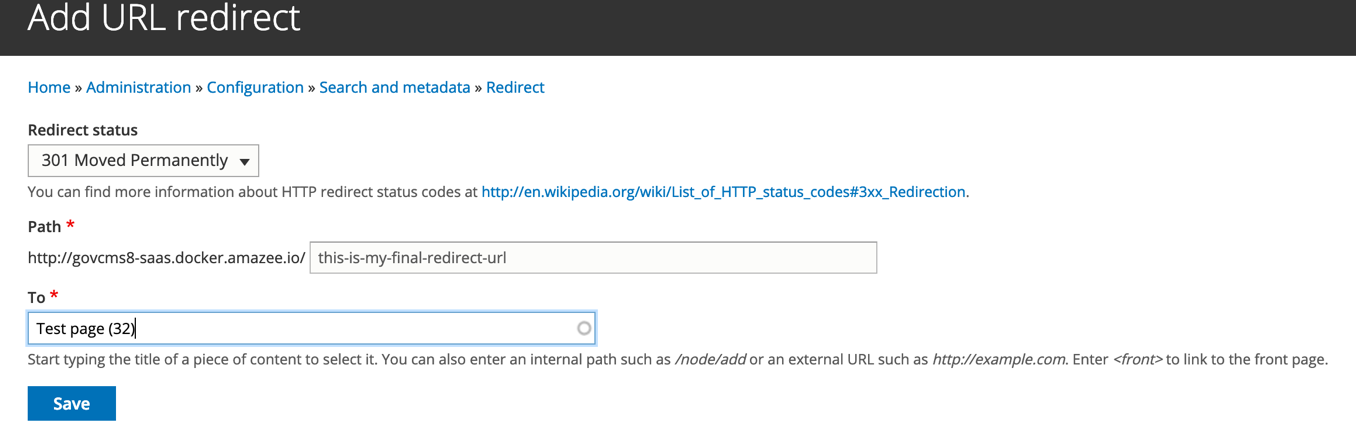 Add URL redirect
Home » Administration » Configuration » Search and metadata » Redirect
Redirect status
301 Moved Permanently
You can find more information about HTTP redirect status codes at http://en.wikipedia.org/wiki/List_of_HTTP_status_codes#3xx_Redirection.
Path *
http://govcms8-saas.docker.amazee.io/ this-is-my-final-redirect-url
To *
Test page (32)
Start typing the title of a piece of content to select it. You can also enter an internal path such as /node/add or an external URL such as http://example.com. Enter <front> to link to the front page.
Save